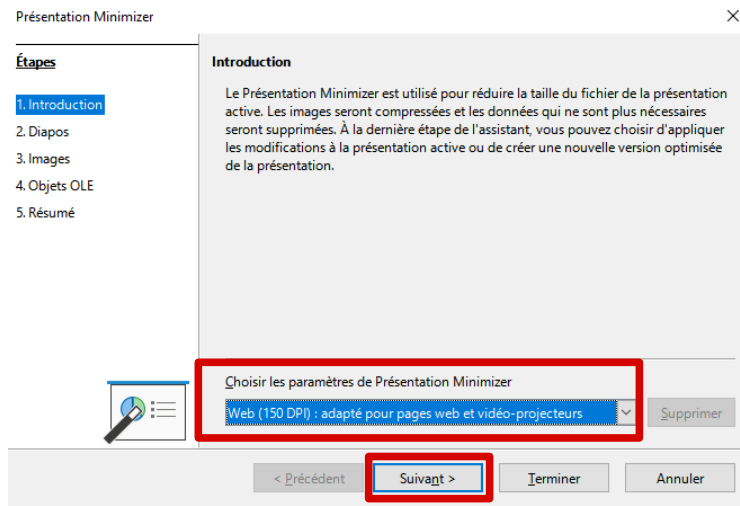 Présentation Minimizer
Étapes
1. Introduction
2. Diapos
3. Images
4. Objets OLE
5. Résumé
Introduction
Le Présentation Minimizer est utilisé pour réduire la taille du fichier de la présentation
active. Les images seront compressées et les données qui ne sont plus nécessaires
seront supprimées. À la dernière étape de l'assistant, vous pouvez choisir d'appliquer
les modifications à la présentation active ou de créer une nouvelle version optimisée
de la présentation.
Choisir les paramètres de Présentation Minimizer
Web (150 DPI) : adapté pour pages web et vidéo-projecteurs
Supprimer
< Précédent
Suivant >
Terminer
Annuler